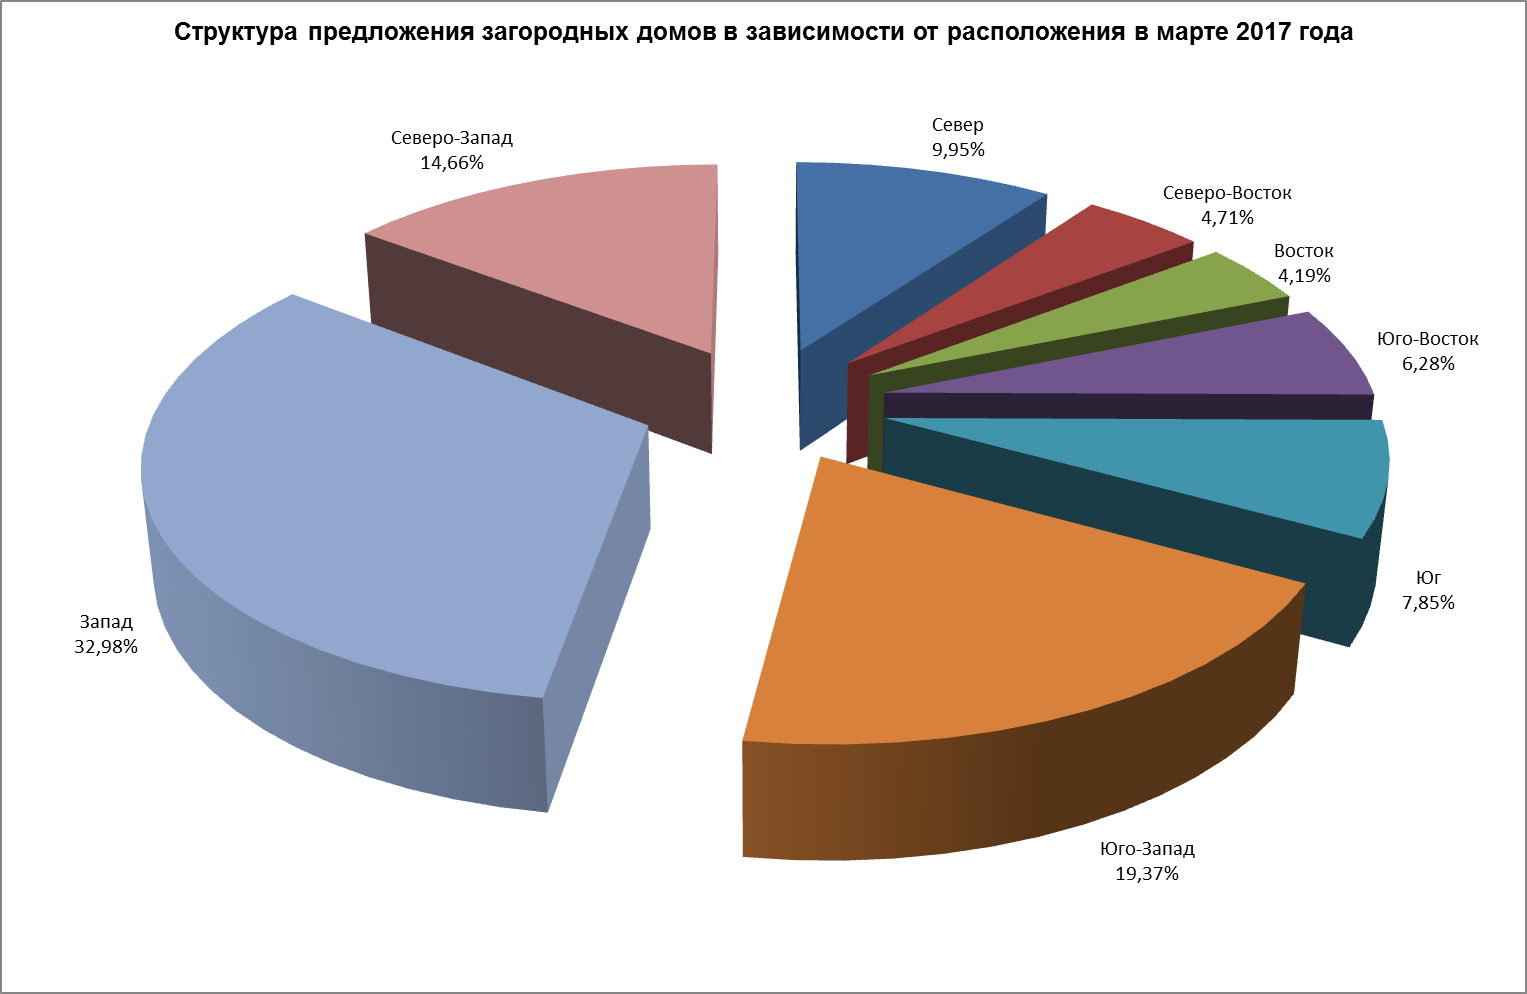 Структура предложения загородных домов в зависимости от расположения в марте 2017 года
Север
9,95%
Северо-Восток
4,71%
Восток
4,19%
Юго-Восток
6,28%
Юг
7,85%
Юго-Запад
19,37%
Запад
32,98%
Северо-Запад
14,66%